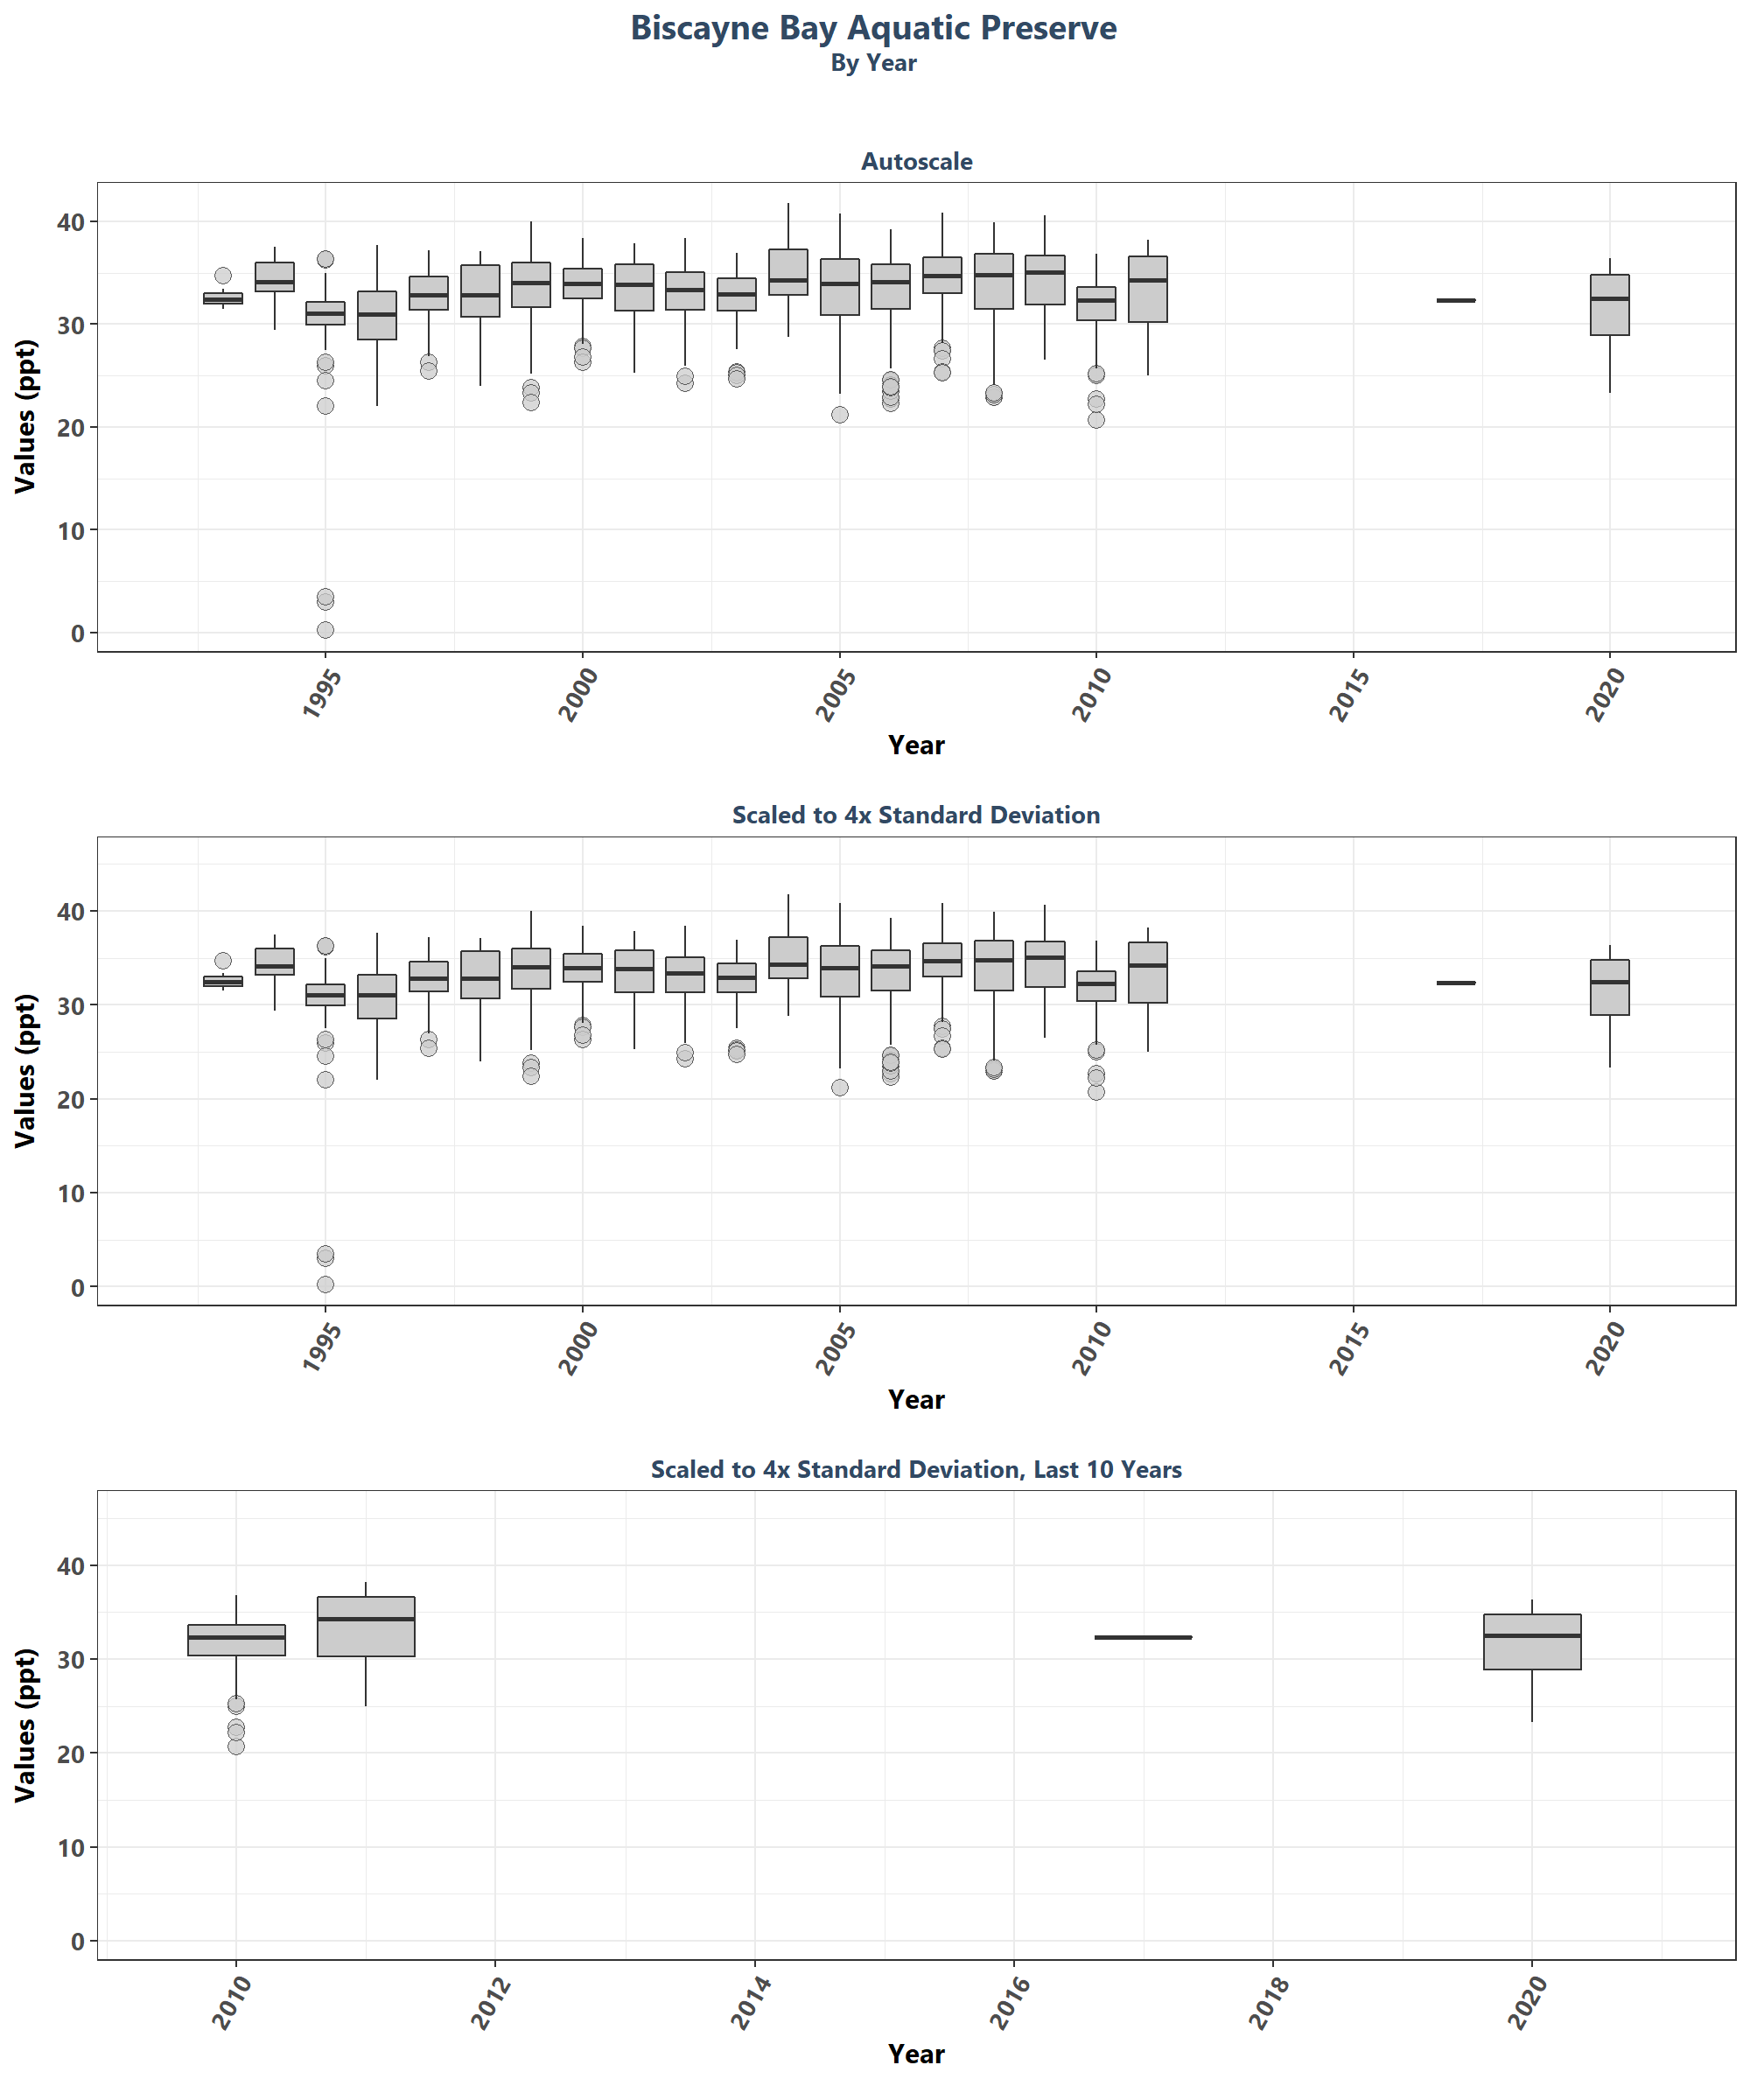 Biscayne Bay Aquatic Preserve
By Year
Autoscale
Values (ppt)
40
30
20
10
0
1995 2000 2005 2010 2015 2020
Year
Scaled to 4x Standard Deviation
Values (ppt)
40
30
20
10
0
1995 2000 2005 2010 2015 2020
Year
Scaled to 4x Standard Deviation, Last 10 Years
Values (ppt)
40
30
20
10
0
2010 2012 2014 2016 2018 2020
Year